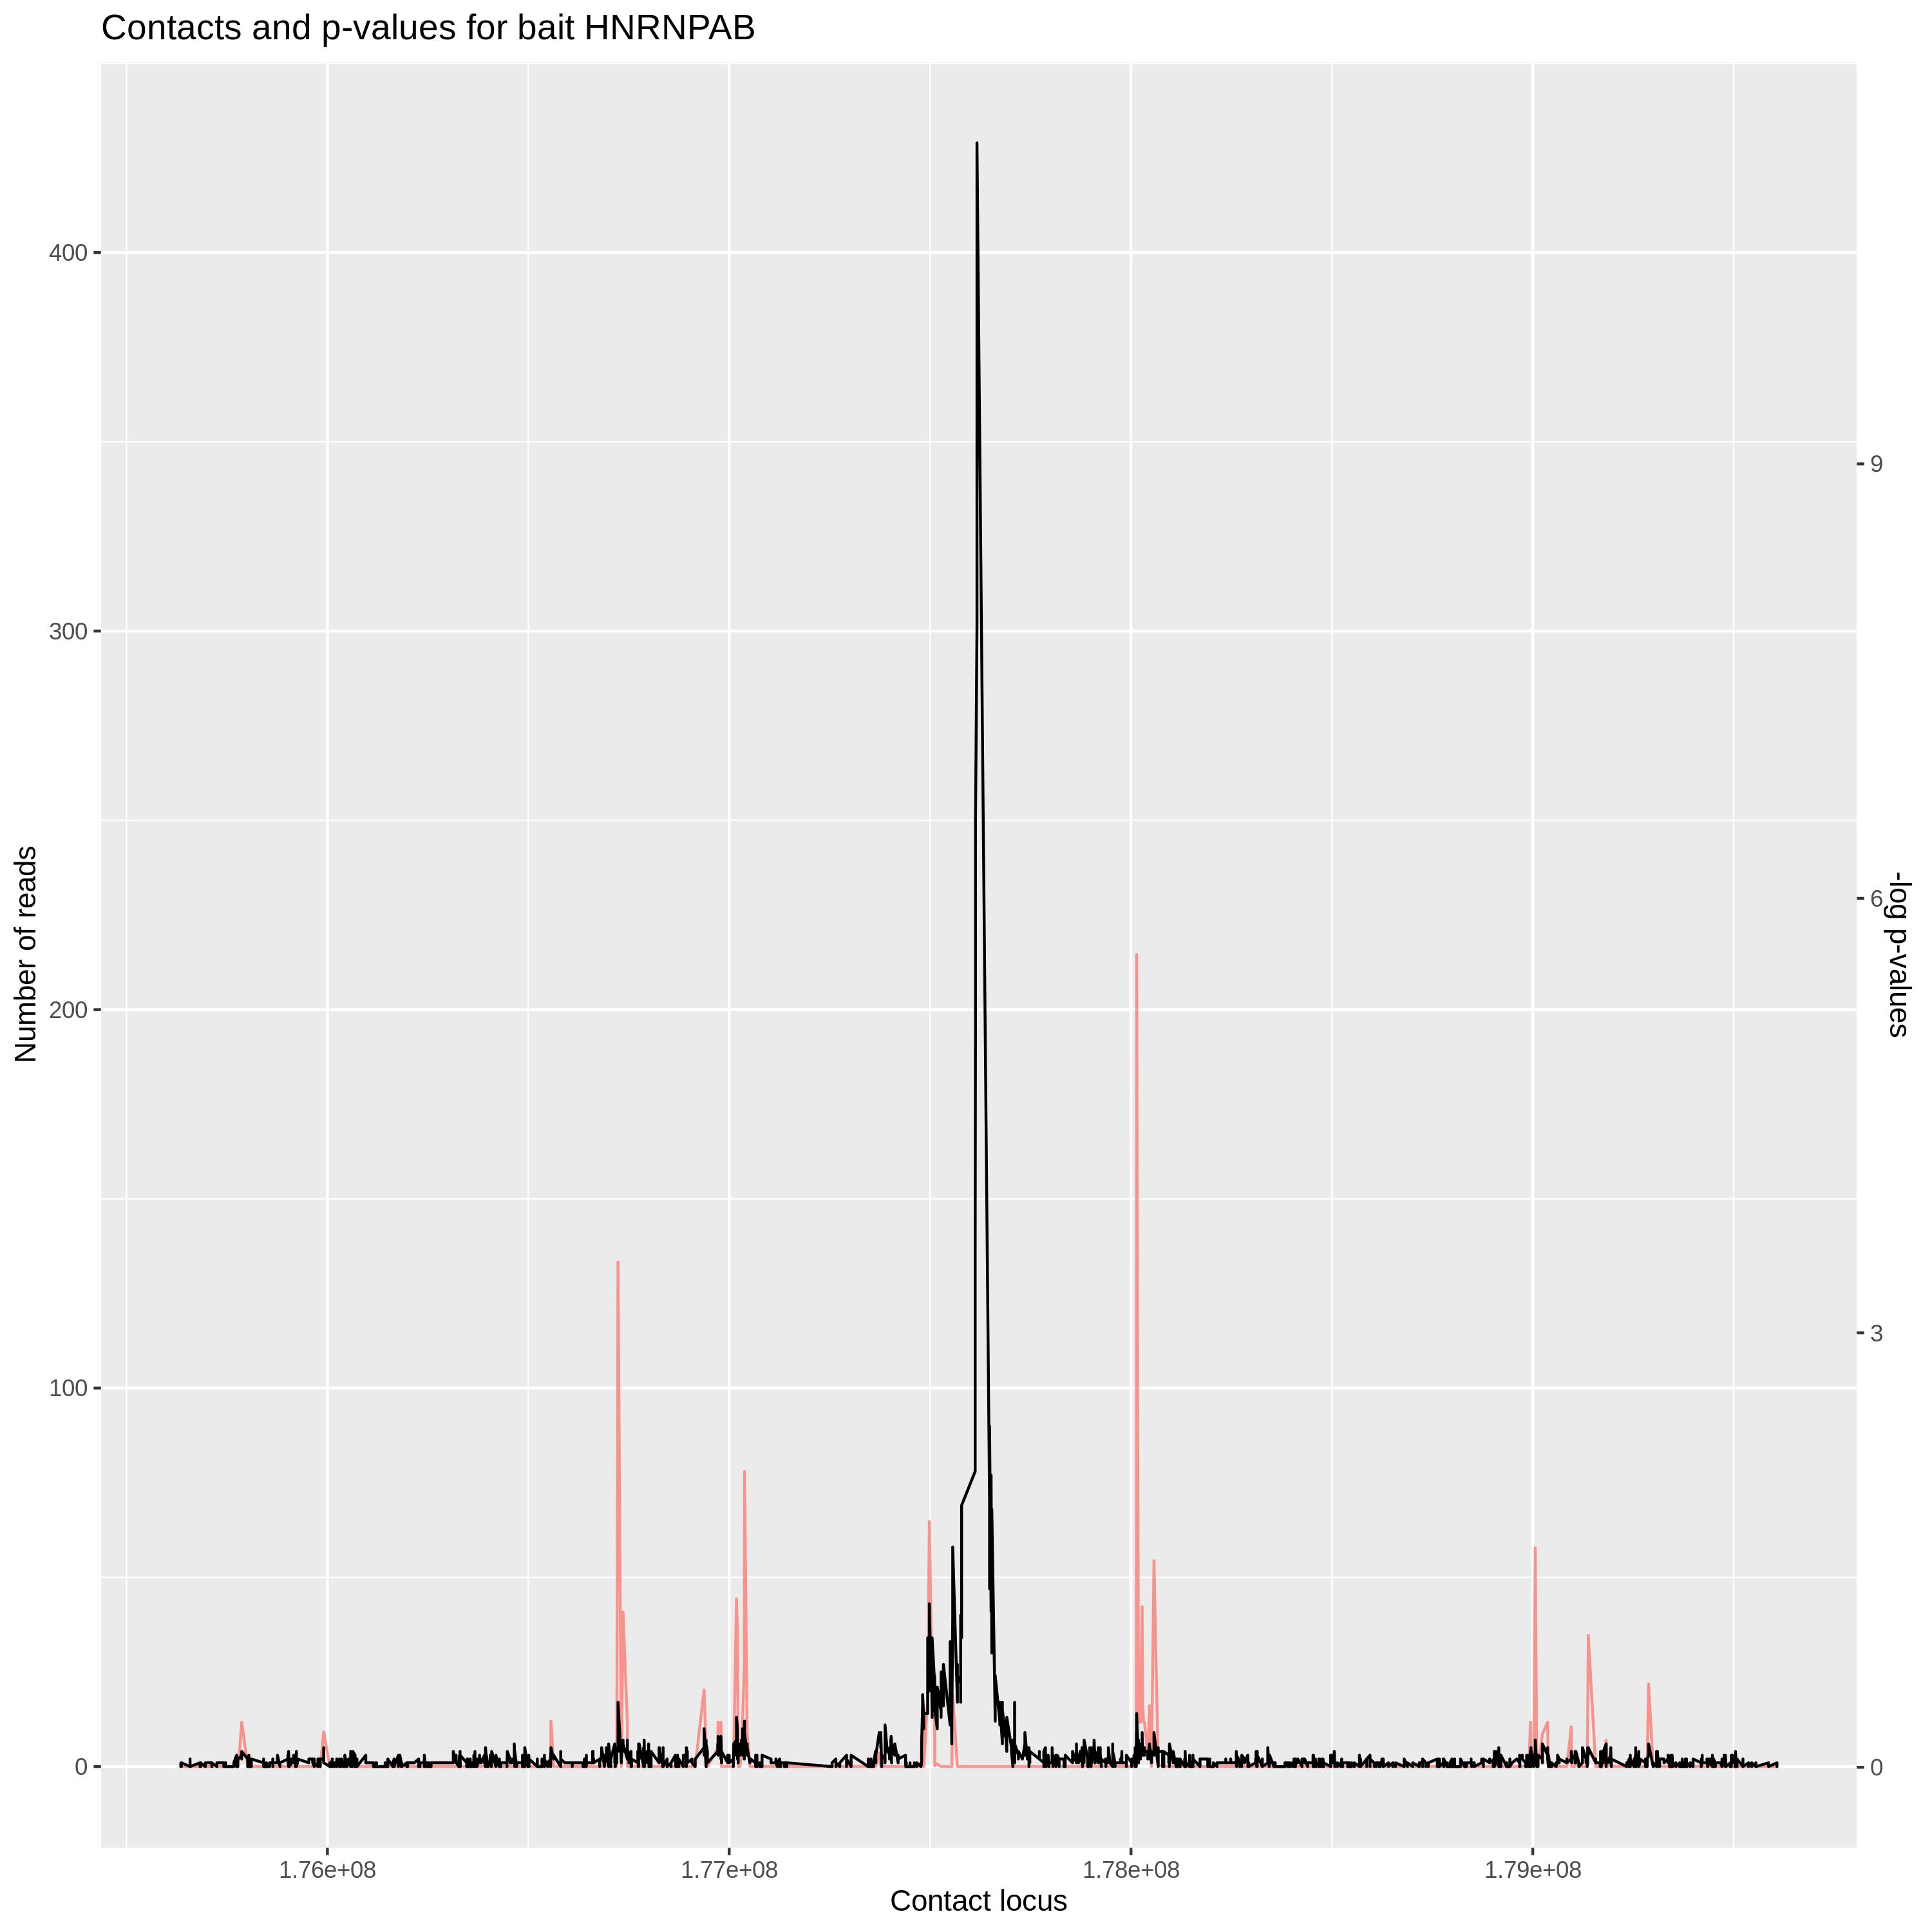 Contacts and p-values for bait HNRNPAB
Number of reads
400
300
200
100
0
9
6
3
0
-log p-values
1.76e+08
1.77e+08
1.78e+08
1.79e+08
Contact locus